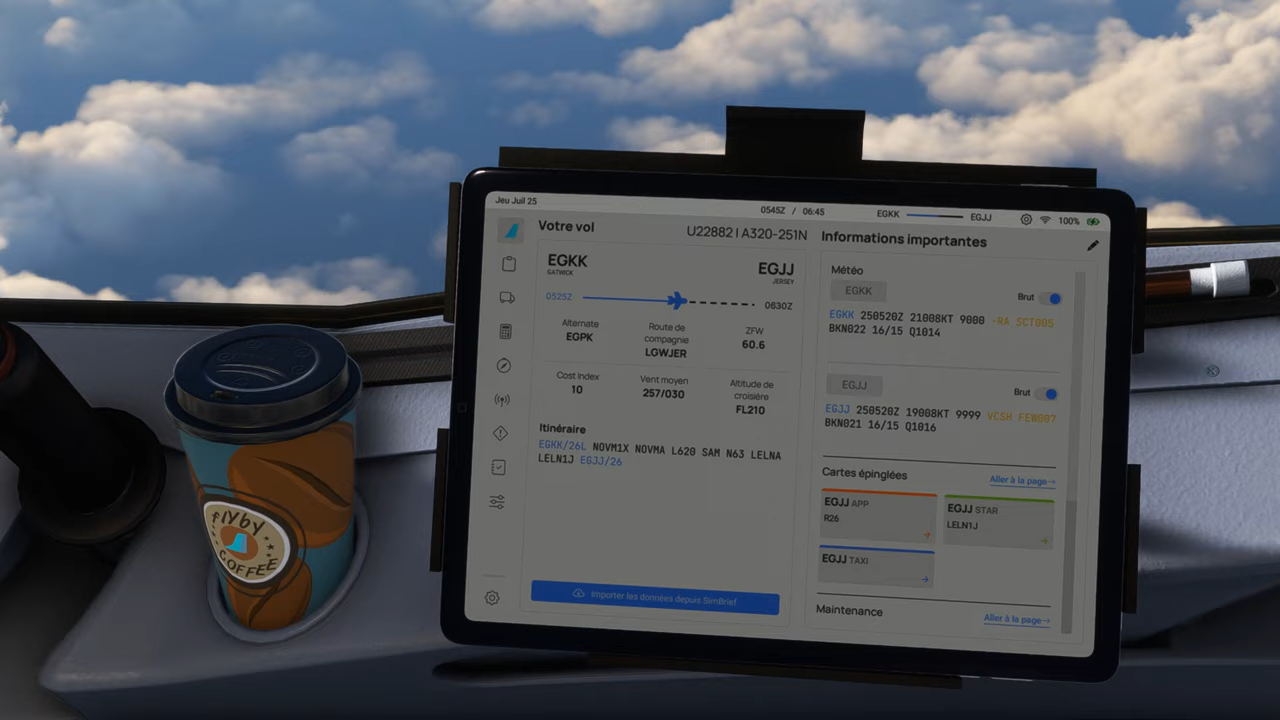 Jeu Juil 25
0545Z / 06:45
EGKK EGJJ
100%
Votre vol
U22882 | A320-251N
EGKK
GATWICK
EGJJ
JERSEY
0525Z
0630Z
Alternate
EGPK
Route de
compagnie
LGWJER
ZFW
60.6
Cost Index
10
Vent moyen
257/030
Altitude de
croisière
FL210
Itinéraire
EGKK/26L NOVM1X NOVMA L620 SAM N63 LELNA
LELN1J EGJJ/26
Importer les données depuis SimBrief
Informations importantes
Météo
EGKK
Brut
EGKK 250520Z 21008KT 9000 -RA SCT005
BKN022 16/15 Q1014
EGJJ
Brut
EGJJ 250520Z 19008KT 9999 VCSH FEW007
BKN021 16/15 Q1016
Cartes épinglées
Aller à la page→
EGJJ APP
R26
EGJJ STAR
LELN1J
EGJJ TAXI
Maintenance
Aller à la page→
flyby
COFFEE